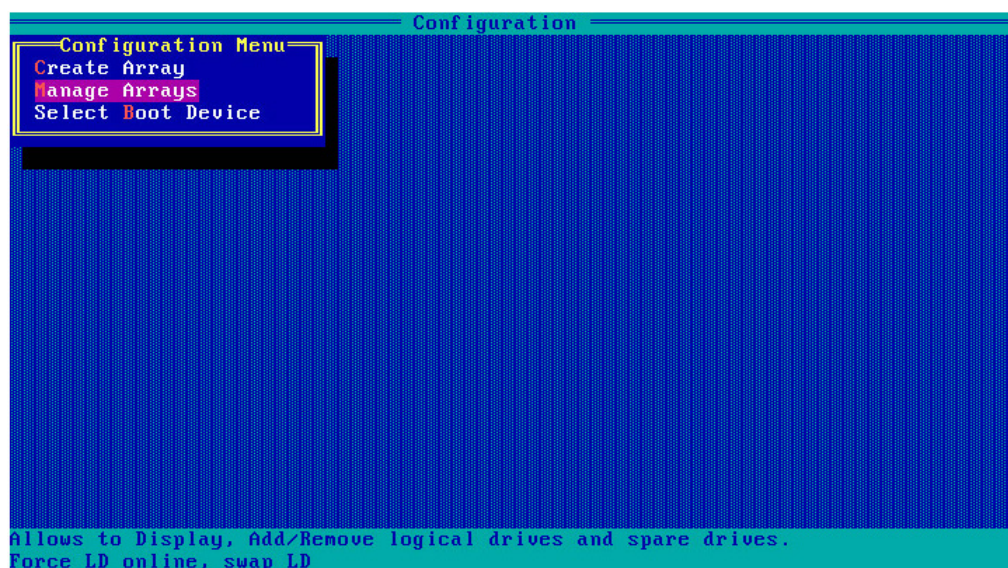 Configuration
Configuration Menu
Create Array
Manage Arrays
Select Boot Device
Allows to Display, Add/Remove logical drives and spare drives.
Force LD online, swap LD